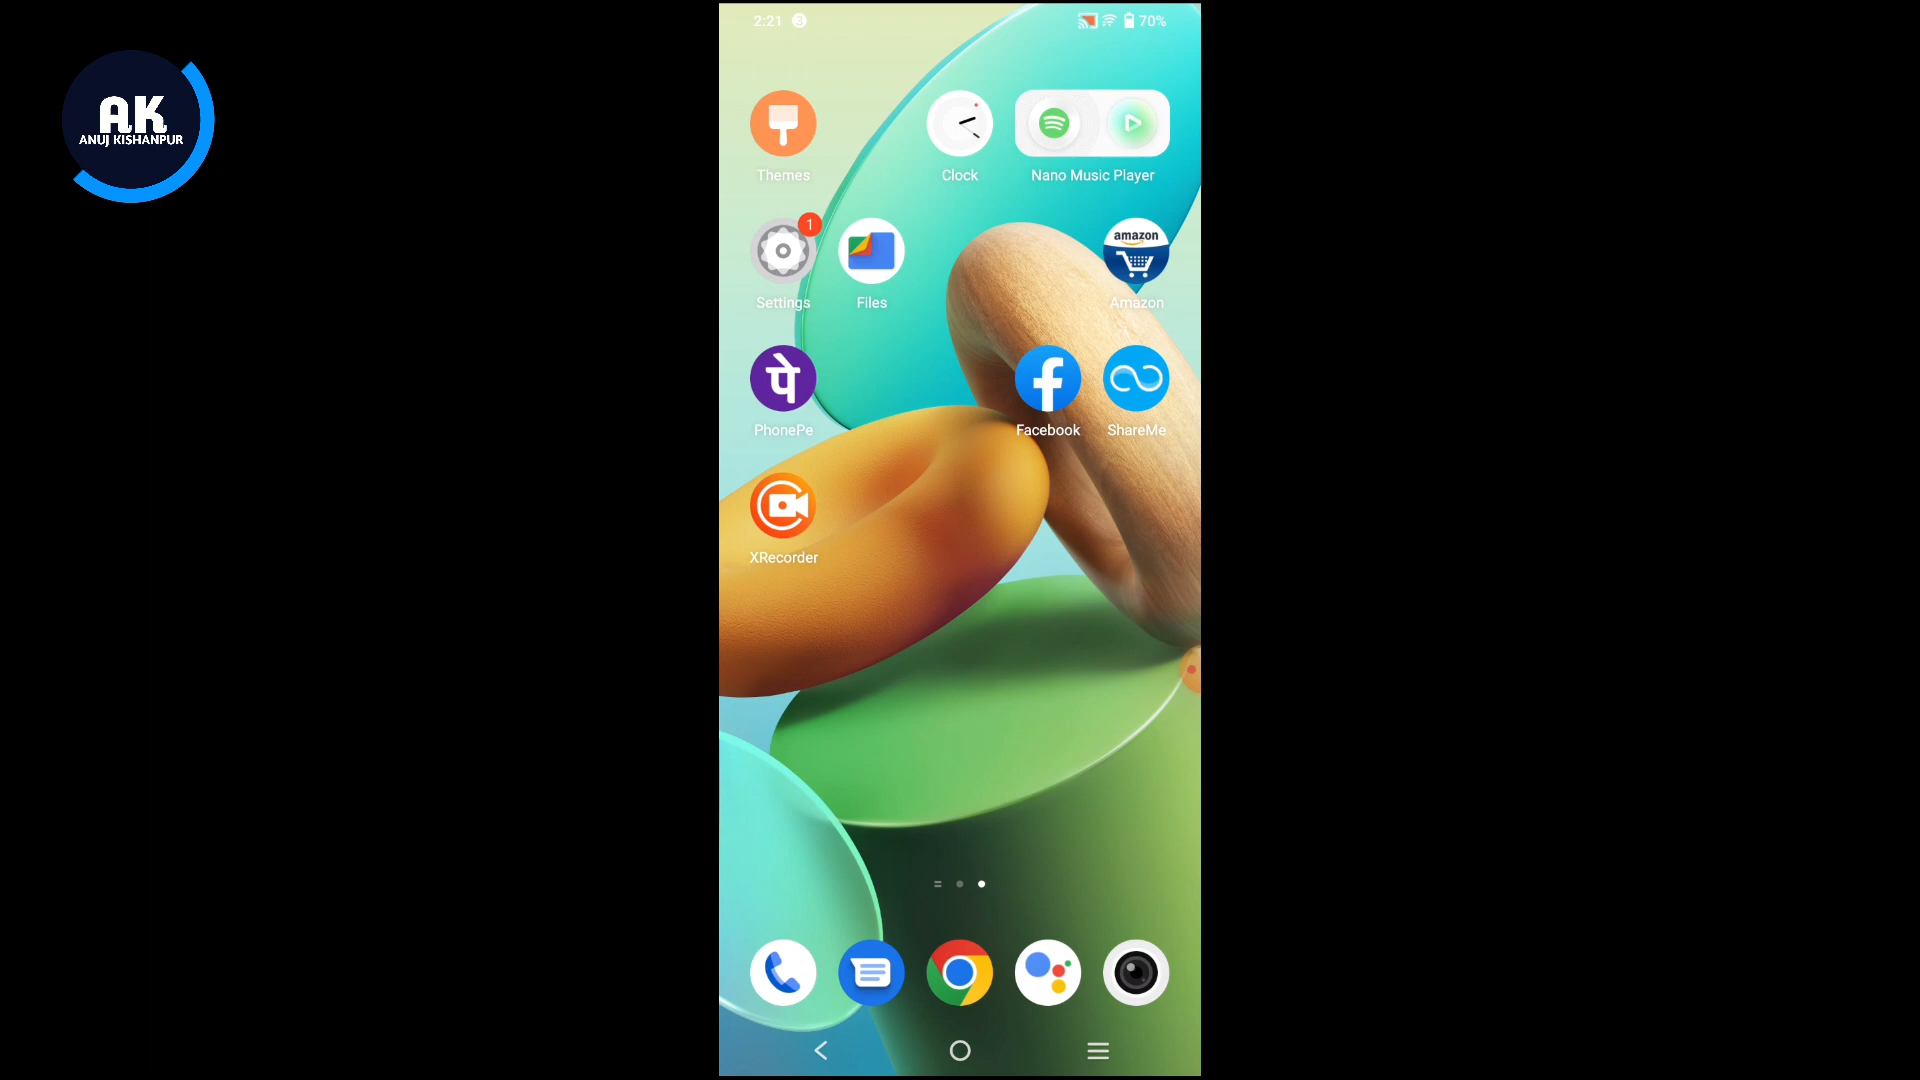 2:21 3 70%
AK
ANUJ KISHANPUR
Themes Clock Nano Music Player
1
amazon
Settings Files Amazon
पे
PhonePe Facebook ShareMe
XRecorder